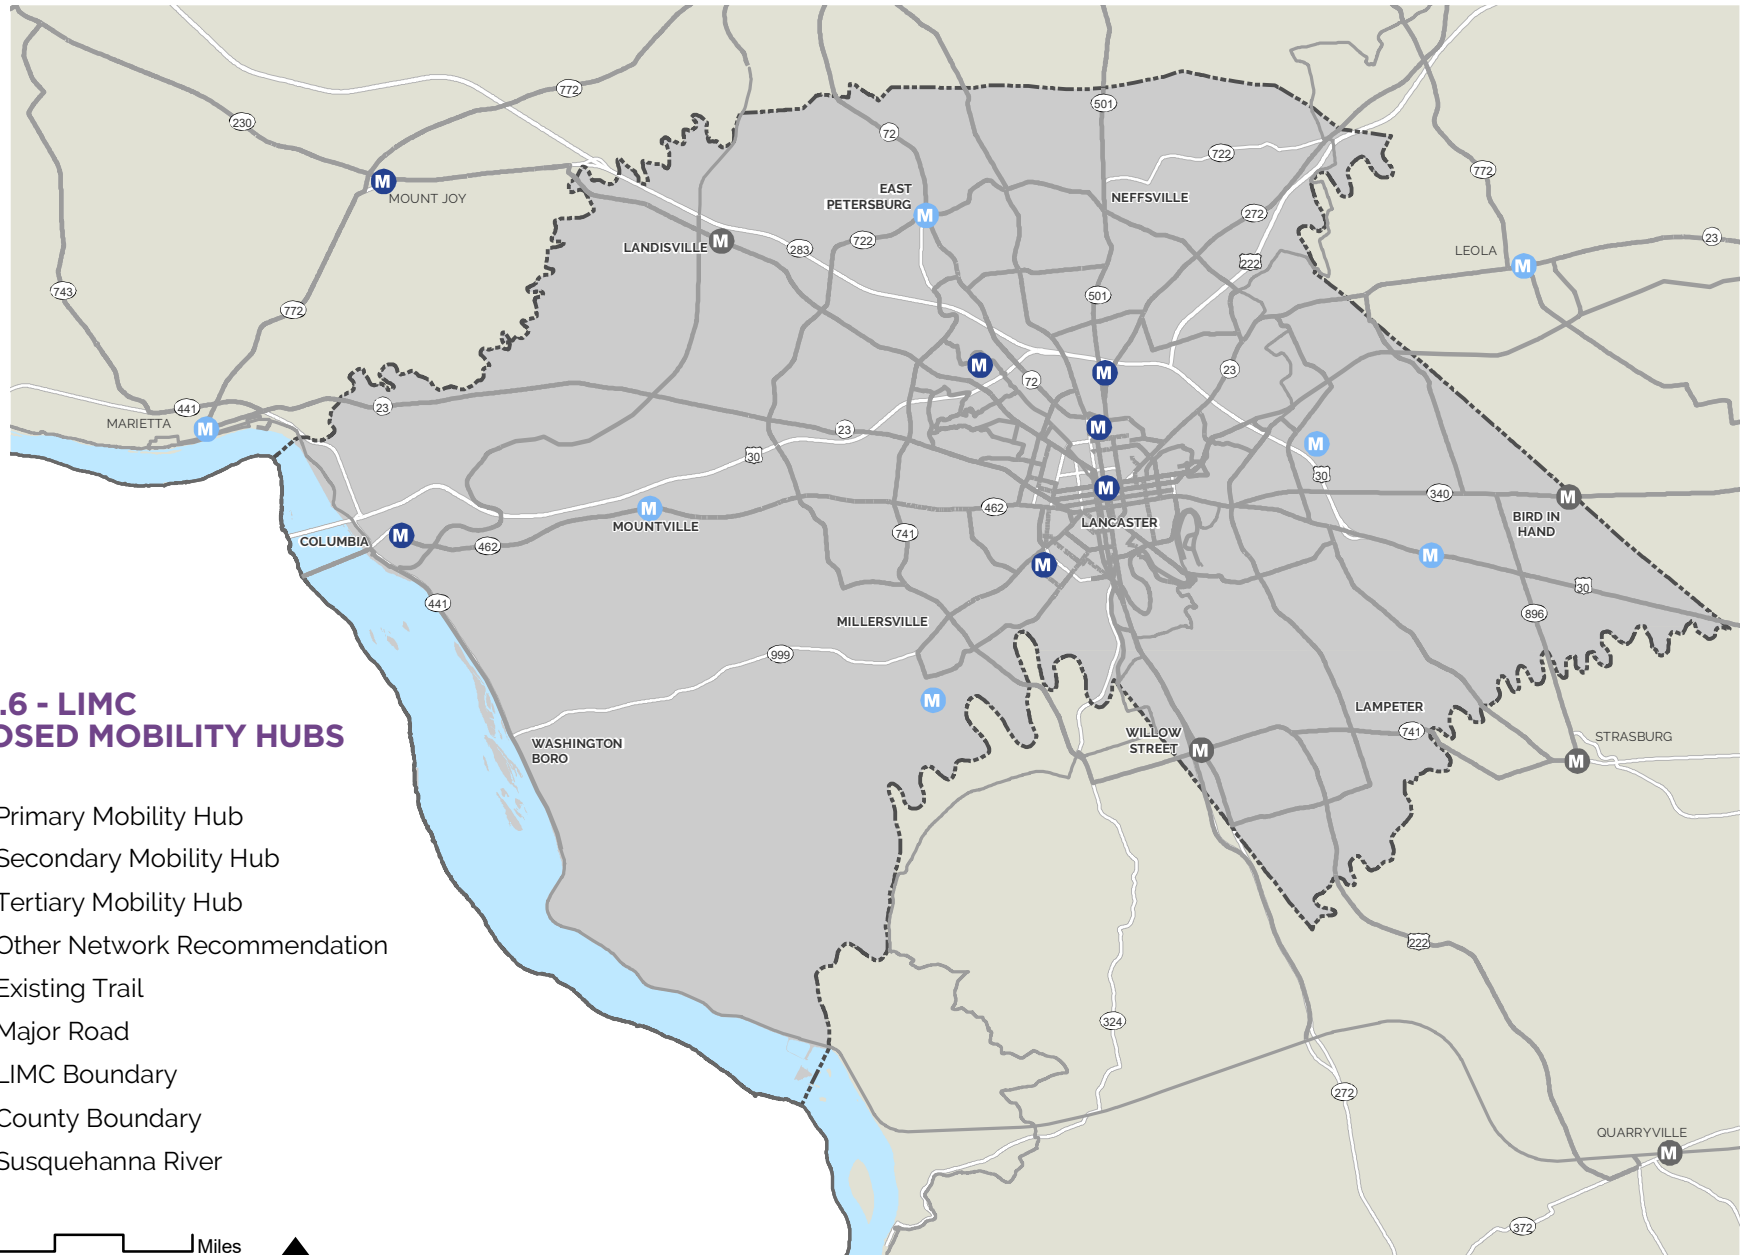 772
230
M
MOUNT JOY
743
772
441
MARIETTA
M
23
501
72
722
EAST
PETERSBURG
M
NEFFSVILLE
772
272
LANDISVILLE
M
283
722
222
LEOLA
M
23
501
M
M
72
23
M
23
30
M
30
M
MOUNTVILLE
462
M
LANCASTER
340
M
BIRD IN
HAND
COLUMBIA
M
462
741
M
M
30
441
896
MILLERSVILLE
999
M
LAMPETER
741
WASHINGTON
BORO
WILLOW
STREET
M
STRASBURG
M
222
324
272
QUARRYVILLE
M
372
.6 - LIMC
OSED MOBILITY HUBS
Primary Mobility Hub
Secondary Mobility Hub
Tertiary Mobility Hub
Other Network Recommendation
Existing Trail
Major Road
LIMC Boundary
County Boundary
Susquehanna River
Miles